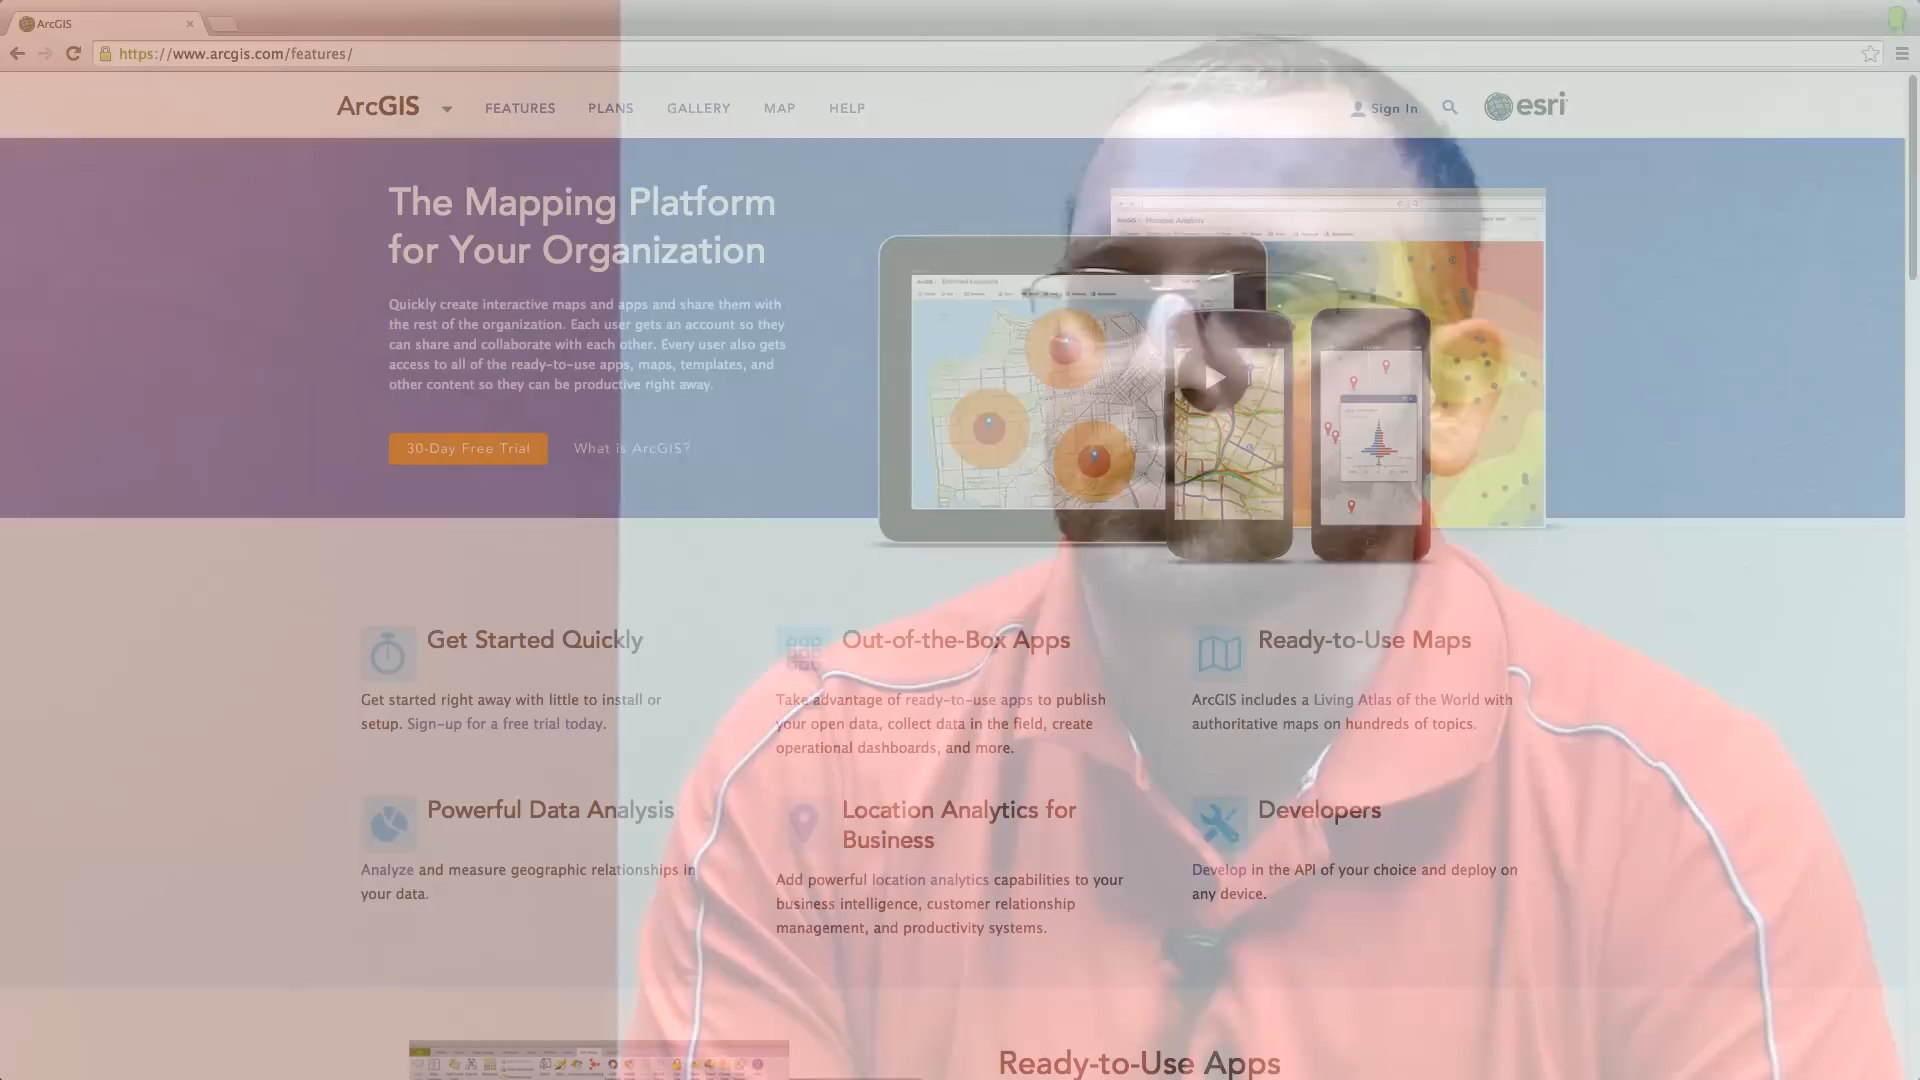 ArcGIS
https://www.arcgis.com/features/
ArcGIS FEATURES PLANS GALLERY MAP HELP Sign In esri
The Mapping Platform
for Your Organization
Quickly create interactive maps and apps and share them with
the rest of the organization. Each user gets an account so they
can share and collaborate with each other. Every user also gets
access to all of the ready-to-use apps, maps, templates, and
other content so they can be productive right away.
30-Day Free Trial What is ArcGIS?
Get Started Quickly
Get started right away with little to install or
setup. Sign-up for a free trial today.
Out-of-the-Box Apps
Take advantage of ready-to-use apps to publish
your open data, collect data in the field, create
operational dashboards, and more.
Ready-to-Use Maps
ArcGIS includes a Living Atlas of the World with
authoritative maps on hundreds of topics.
Powerful Data Analysis
Analyze and measure geographic relationships in
your data.
Location Analytics for
Business
Add powerful location analytics capabilities to your
business intelligence, customer relationship
management, and productivity systems.
Developers
Develop in the API of your choice and deploy on
any device.
Ready-to-Use Apps